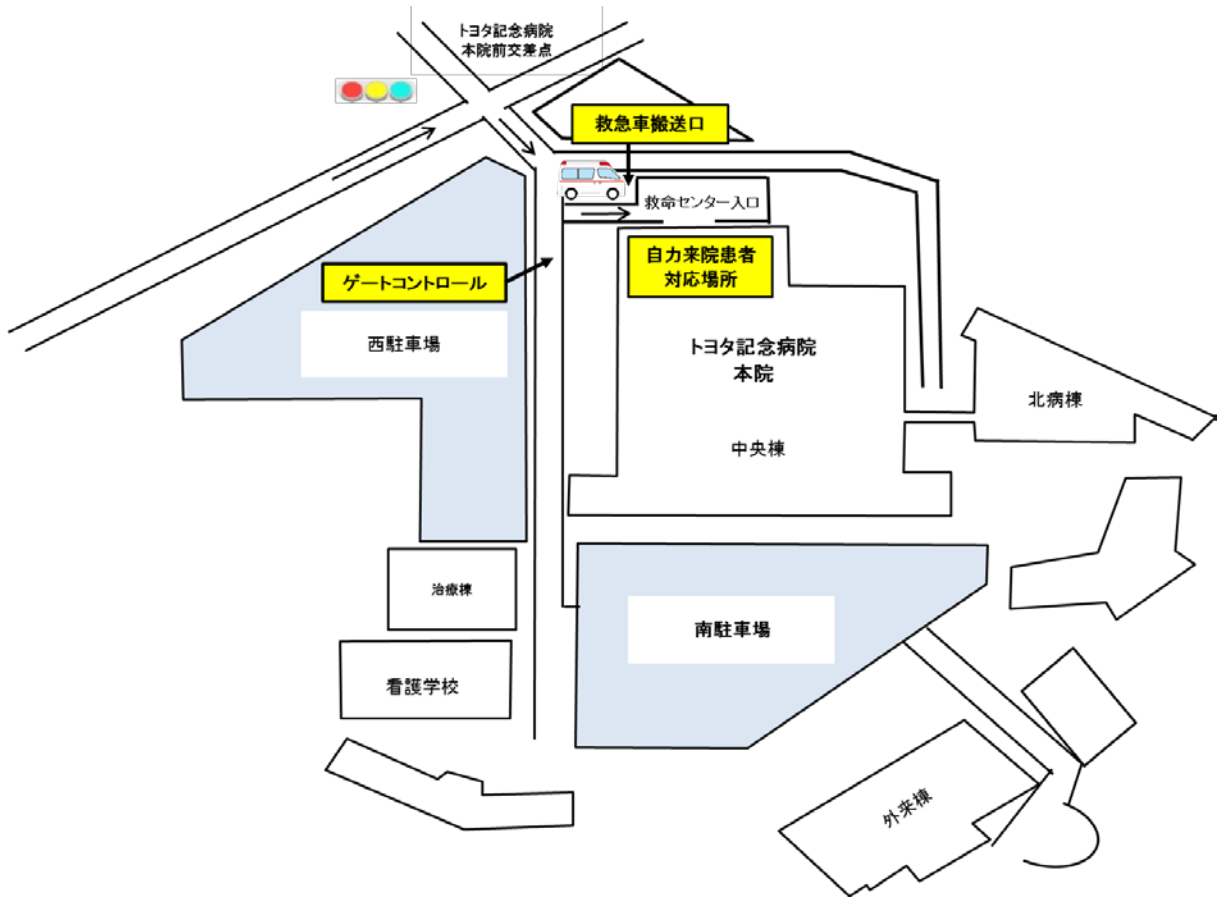 トヨタ記念病院
本院前交差点
救急車搬送口
救命センター入口
自力来院患者
対応場所
ゲートコントロール
西駐車場
トヨタ記念病院
本院
北病棟
中央棟
治療棟
南駐車場
看護学校
外来棟